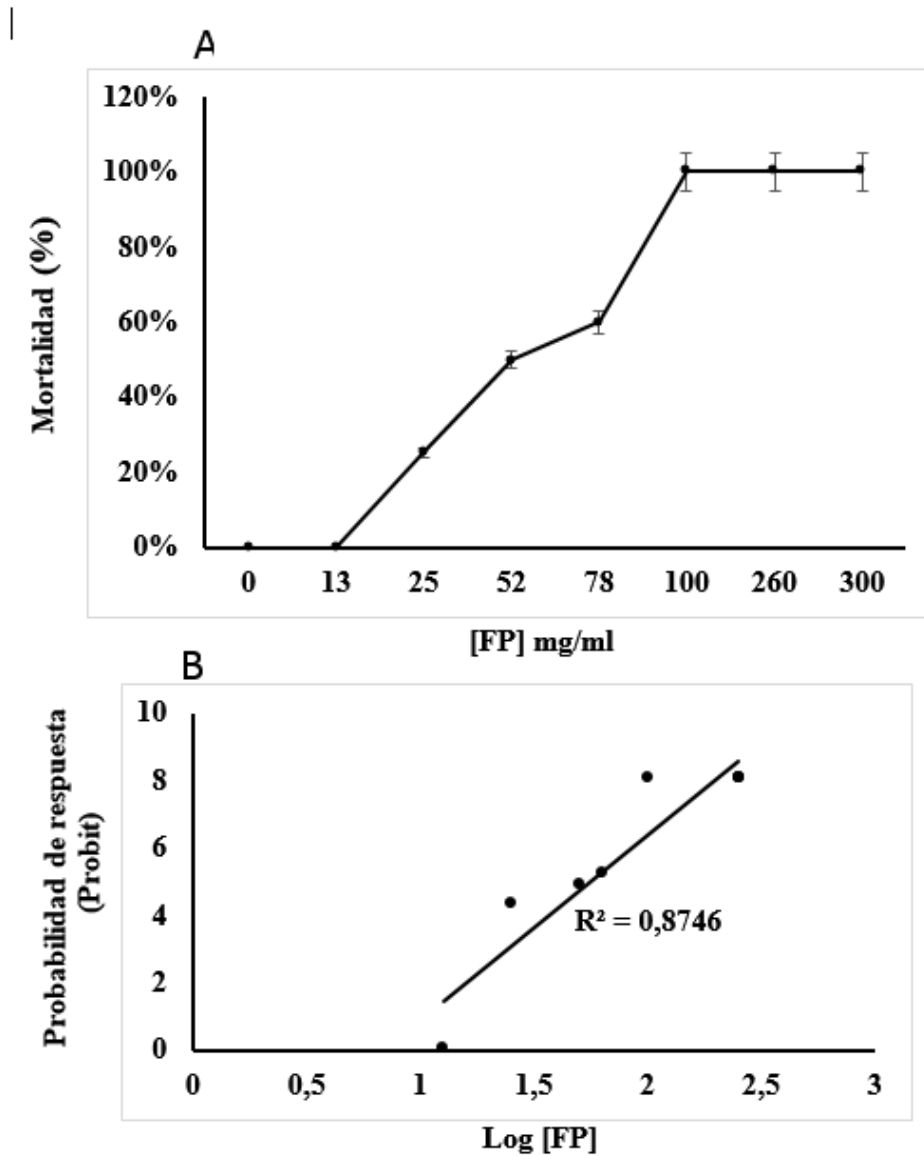 A
120%
100%
80%
60%
40%
20%
0%
Mortalidad (%)
0 13 25 52 78 100 260 300
[FP] mg/ml
B
10
8
6
4
2
0
Probabilidad de respuesta
(Probit)
R² = 0,8746
0 0,5 1 1,5 2 2,5 3
Log [FP]